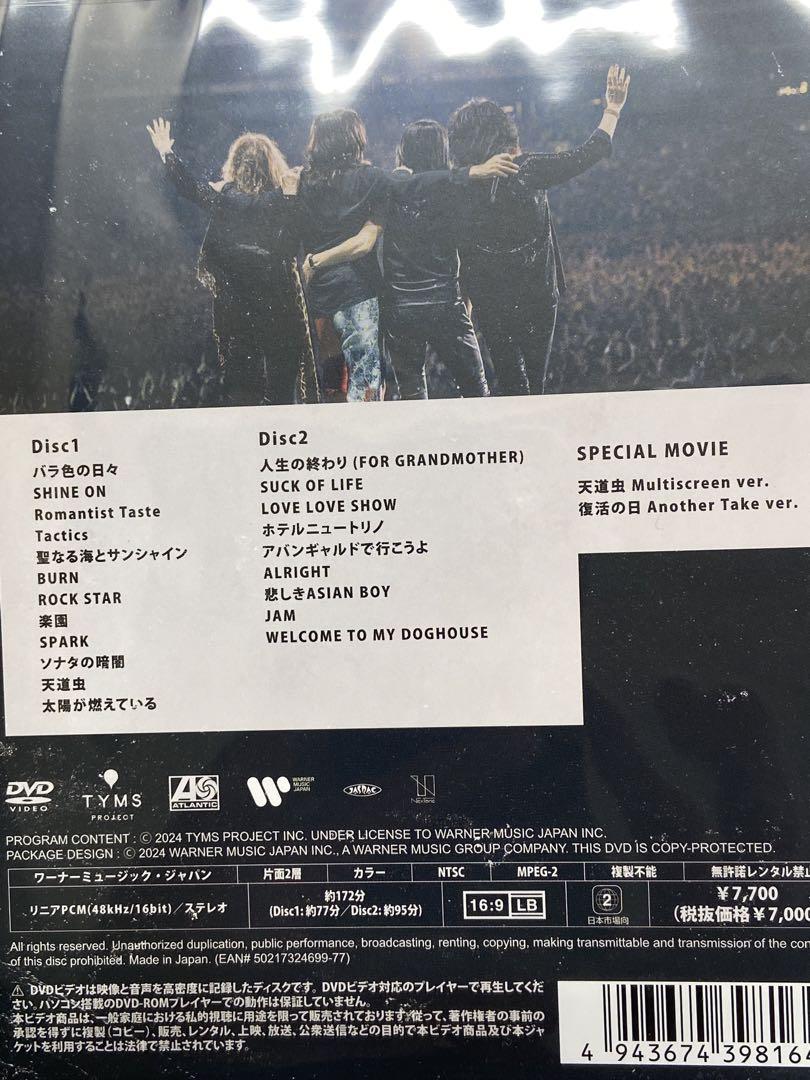 Disc1
バラ色の日々
SHINE ON
Romantist Taste
Tactics
聖なる海とサンシャイン
BURN
ROCK STAR
楽園
SPARK
ソナタの暗闇
天道虫
太陽が燃えている
Disc2
人生の終わり (FOR GRANDMOTHER)
SUCK OF LIFE
LOVE LOVE SHOW
ホテルニュートリノ
アバンギャルドで行こうよ
ALRIGHT
悲しきASIAN BOY
JAM
WELCOME TO MY DOGHOUSE
SPECIAL MOVIE
天道虫 Multiscreen ver.
復活の日 Another Take ver.
DVD VIDEO
TYMS PROJECT
ATLANTIC
WARNER MUSIC JAPAN
JASRAC
NexTone
PROGRAM CONTENT : © 2024 TYMS PROJECT INC. UNDER LICENSE TO WARNER MUSIC JAPAN INC.
PACKAGE DESIGN : © 2024 WARNER MUSIC JAPAN INC., A WARNER MUSIC GROUP COMPANY. THIS DVD IS COPY-PROTECTED.
ワーナーミュージック・ジャパン 片面2層 カラー NTSC MPEG-2 複製不能 無許諾レンタル禁止
リニアPCM(48kHz/16bit)／ステレオ
約172分
(Disc1: 約77分／Disc2: 約95分)
16:9 LB
2
日本市場向
¥7,700
(税抜価格¥7,000
All rights reserved. Unauthorized duplication, public performance, broadcasting, renting, copying, making transmittable and transmission of the con
of this disc prohibited. Made in Japan. (EAN# 50217324699-77)
⚠ DVDビデオは映像と音声を高密度に記録したディスクです。DVDビデオ対応のプレイヤーで再生してくだ
さい。パソコン搭載のDVD-ROMプレイヤーでの動作は保証していません。
本ビデオ商品は、一般家庭における私的視聴に用途を限って販売されております。従って、著作権者の事前の
承認を得ずに複製(コピー)、販売、レンタル、上映、放送、公衆送信などの目的で本ビデオ商品及び本ジャ
ケットを利用することは法律で禁止されています。
4 943674 398164